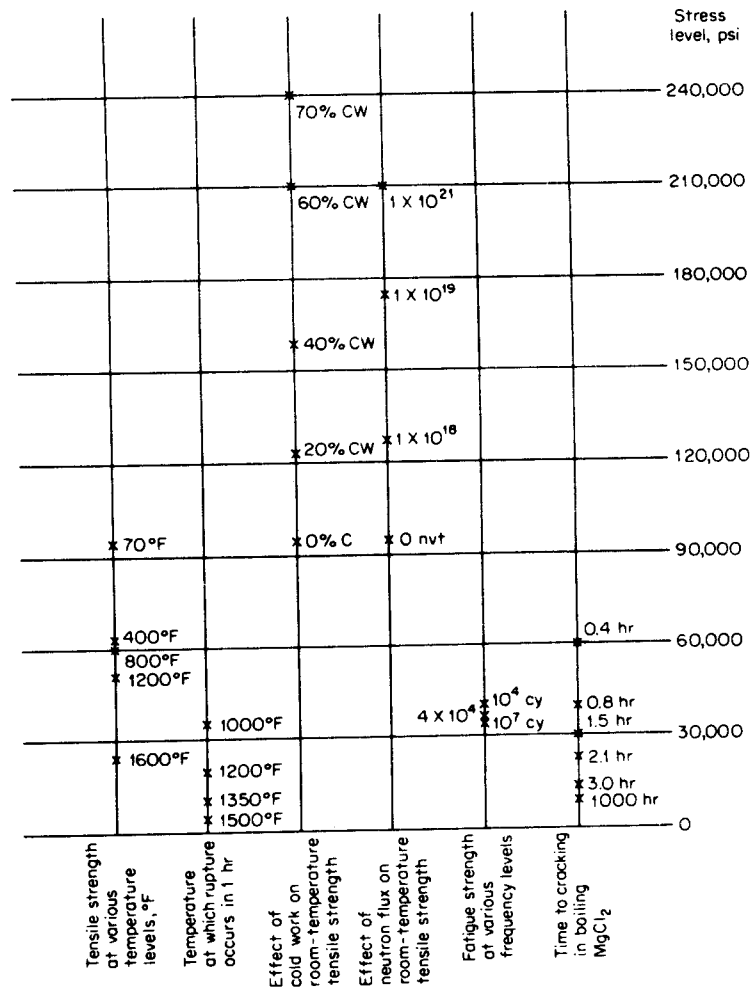 Stress
level, psi
240,000
70% CW
210,000
60% CW
1 X 10²¹
180,000
1 X 10¹⁹
40% CW
150,000
1 X 10¹⁸
20% CW
120,000
70°F
0% C
0 nvt
90,000
400°F
0.4 hr
60,000
800°F
1200°F
10⁴ cy
0.8 hr
4 X 10⁴
1000°F
10⁷ cy
1.5 hr
30,000
1600°F
2.1 hr
1200°F
3.0 hr
1350°F
1000 hr
1500°F
0
Tensile strength
at various
temperature
levels, °F
Temperature
at which rupture
occurs in 1 hr
Effect of
cold work on
room-temperature
tensile strength
Effect of
neutron flux on
room-temperature
tensile strength
Fatigue strength
at various
frequency levels
Time to cracking
in boiling
MgCl₂